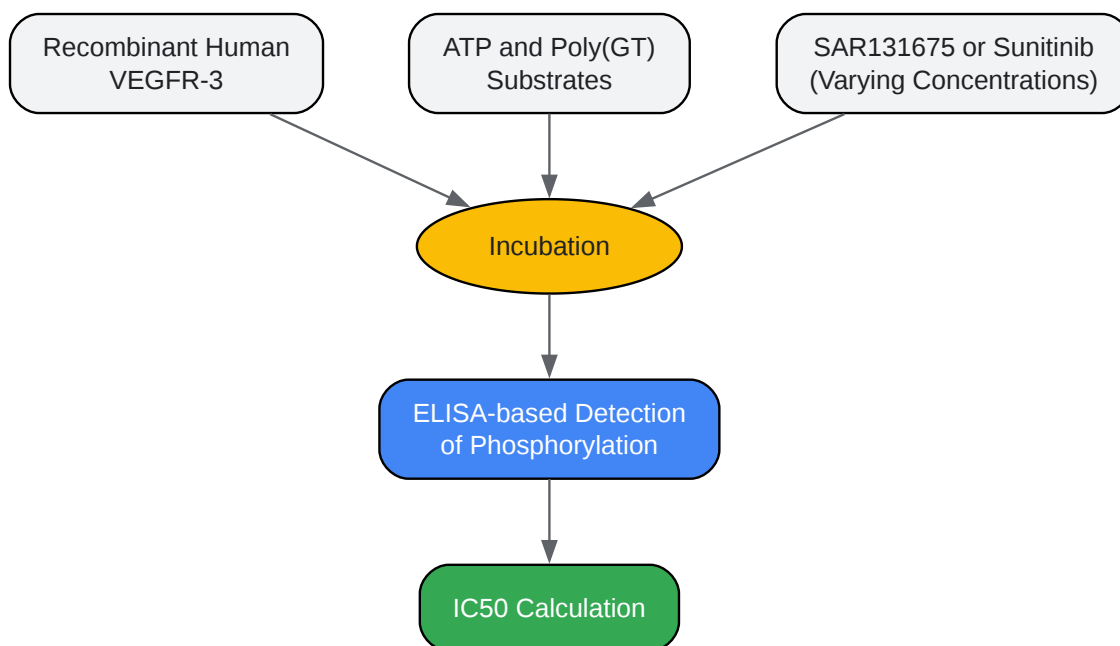 Recombinant Human
VEGFR-3
ATP and Poly(GT)
Substrates
SAR131675 or Sunitinib
(Varying Concentrations)
Incubation
ELISA-based Detection
of Phosphorylation
IC50 Calculation